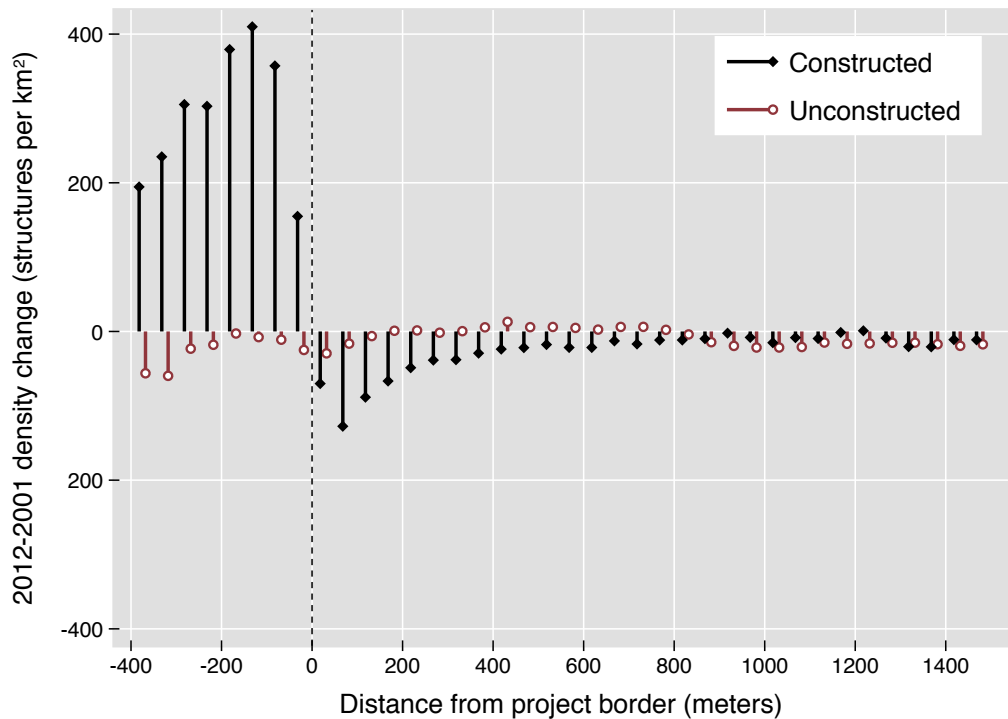 2012-2001 density change (structures per km²)
400
200
0
200
-400
Constructed
Unconstructed
-400 -200 0 200 400 600 800 1000 1200 1400
Distance from project border (meters)